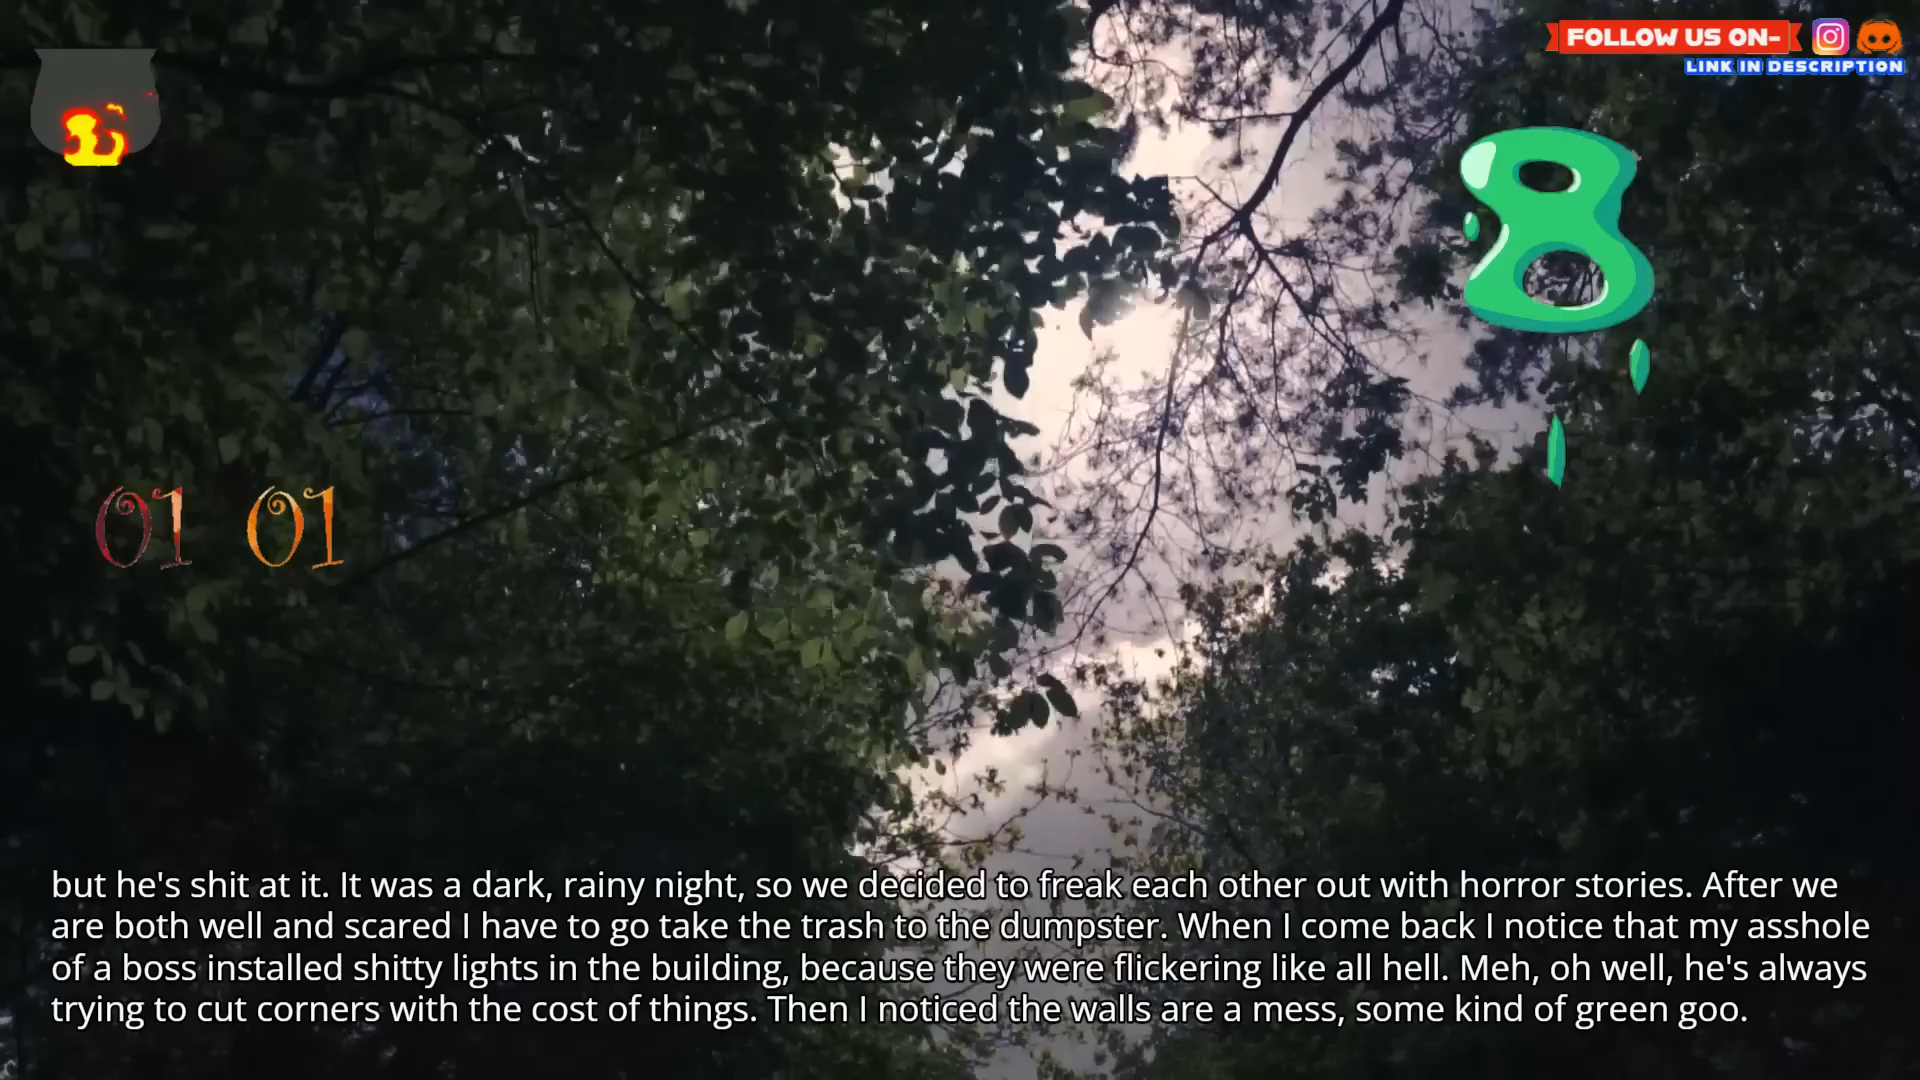 FOLLOW US ON-
LINK IN DESCRIPTION
8
01 01
but he's shit at it. It was a dark, rainy night, so we decided to freak each other out with horror stories. After we
are both well and scared I have to go take the trash to the dumpster. When I come back I notice that my asshole
of a boss installed shitty lights in the building, because they were flickering like all hell. Meh, oh well, he's always
trying to cut corners with the cost of things. Then I noticed the walls are a mess, some kind of green goo.